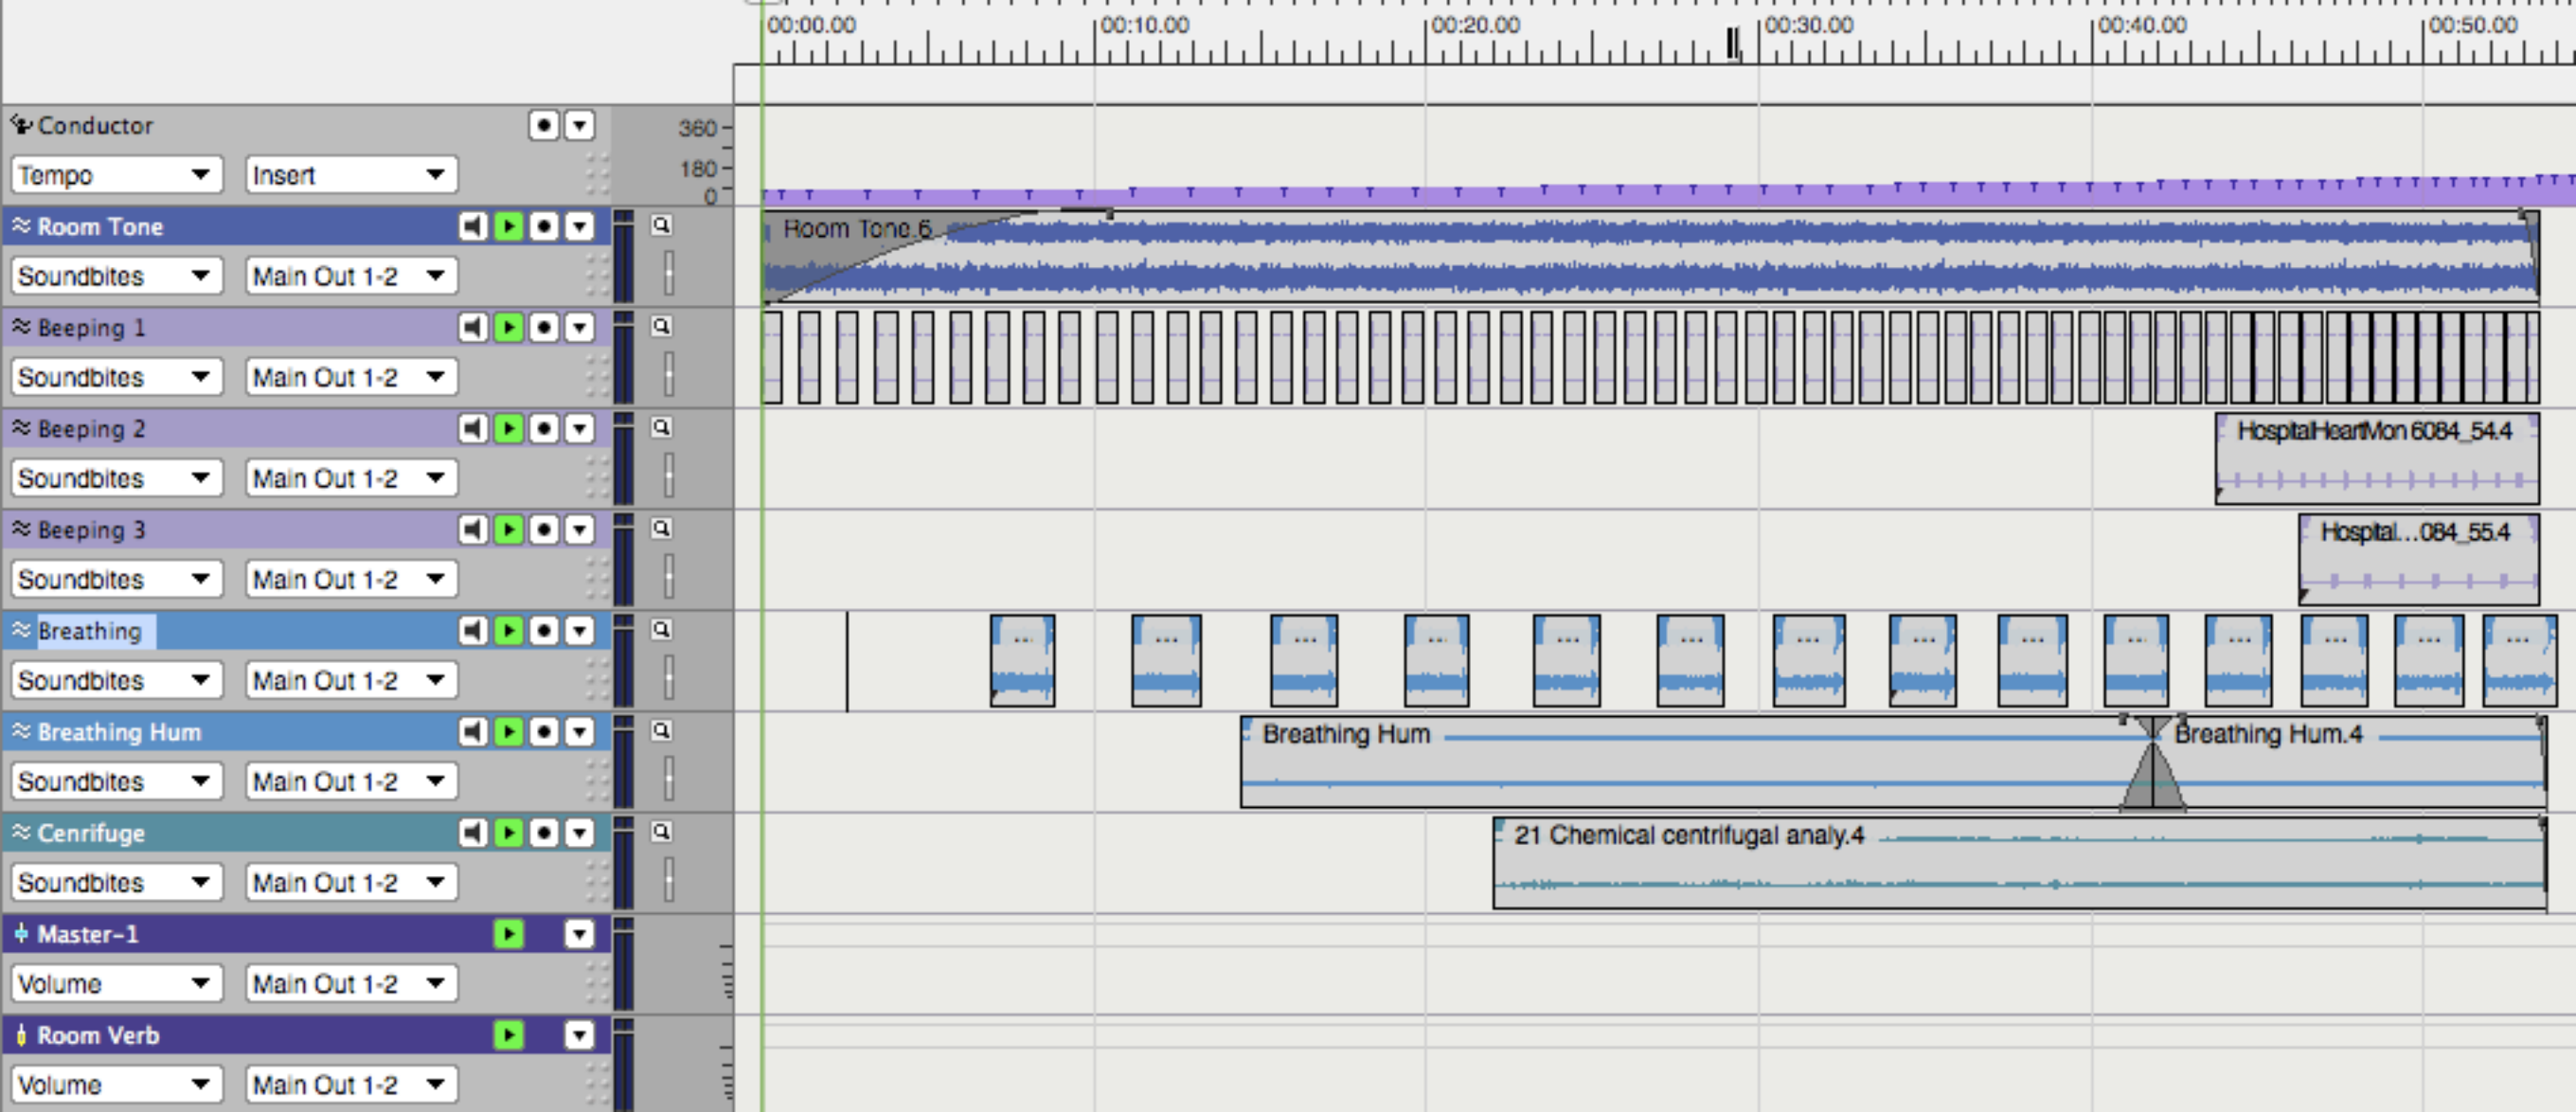 00:00.00 00:10.00 00:20.00 00:30.00 00:40.00 00:50.00
Conductor
360
Tempo Insert
180
0
Room Tone
Room Tone.6
Soundbites Main Out 1-2
Beeping 1
Soundbites Main Out 1-2
Beeping 2
HospitalHeartMon 6084_54.4
Soundbites Main Out 1-2
Beeping 3
Hospital...084_55.4
Soundbites Main Out 1-2
Breathing
... ... ... ... ... ... ... ... ... ... ... ... ... ...
Soundbites Main Out 1-2
Breathing Hum
Breathing Hum Breathing Hum.4
Soundbites Main Out 1-2
Cenrifuge
21 Chemical centrifugal analy.4
Soundbites Main Out 1-2
Master-1
Volume Main Out 1-2
Room Verb
Volume Main Out 1-2